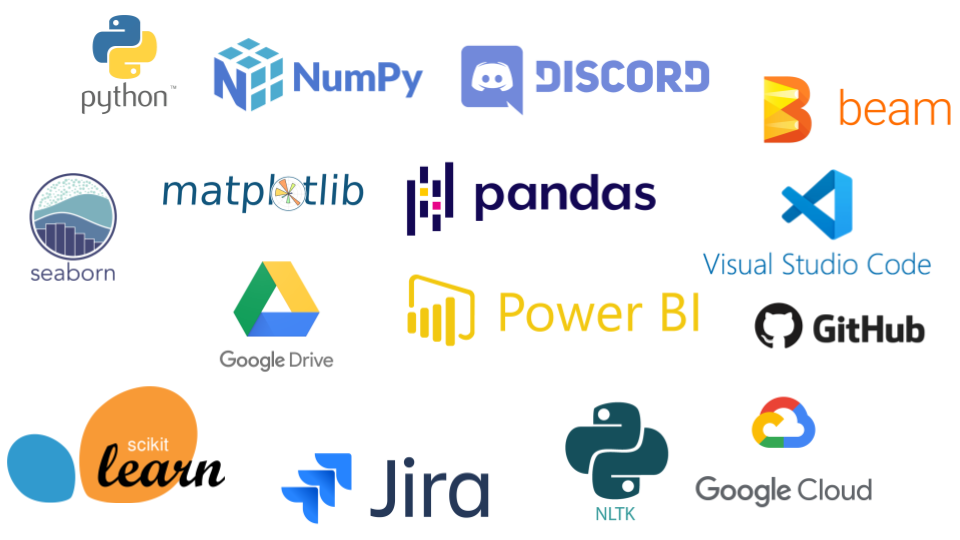 python™
NumPy
DISCORD
beam
seaborn
matplotlib
pandas
Visual Studio Code
Google Drive
Power BI
GitHub
scikit
learn
Jira
NLTK
Google Cloud